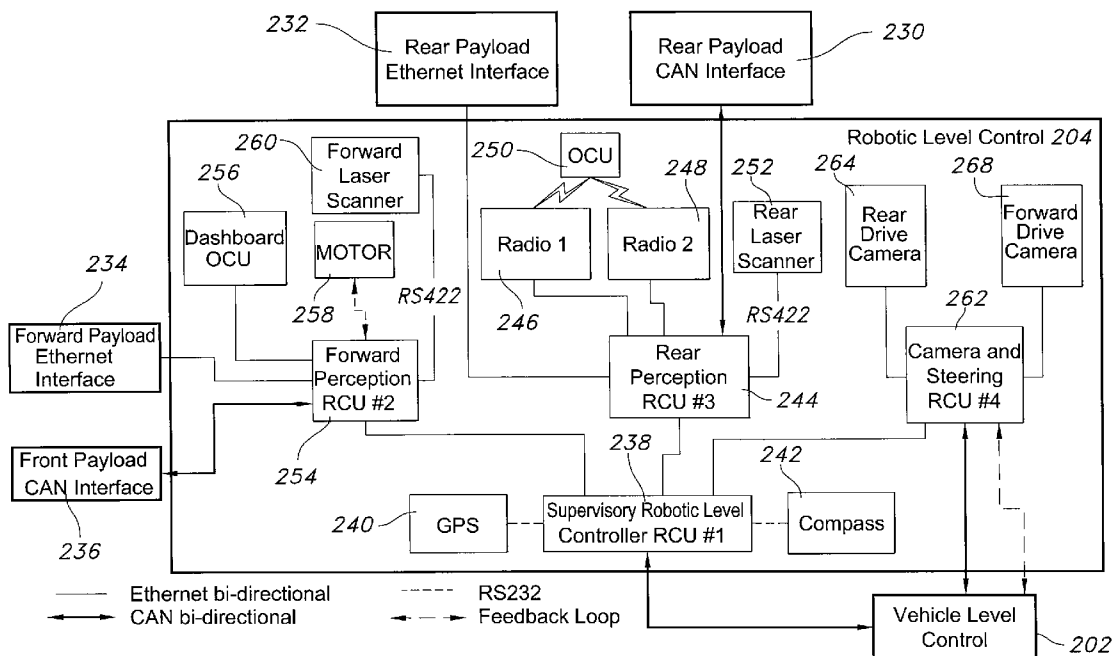 232
Rear Payload
Ethernet Interface
Rear Payload
CAN Interface
230
Robotic Level Control 204
260
Forward
Laser
Scanner
250
OCU
248
252
Rear
Laser
Scanner
264
Rear
Drive
Camera
268
Forward
Drive
Camera
256
Dashboard
OCU
MOTOR
258
RS422
Radio 1
246
Radio 2
RS422
234
Forward Payload
Ethernet
Interface
Forward
Perception
RCU #2
254
Rear
Perception
RCU #3
244
262
Camera and
Steering
RCU #4
Front Payload
CAN Interface
236
240
GPS
238
Supervisory Robotic Level
Controller RCU #1
242
Compass
Ethernet bi-directional
CAN bi-directional
RS232
Feedback Loop
Vehicle Level
Control
202